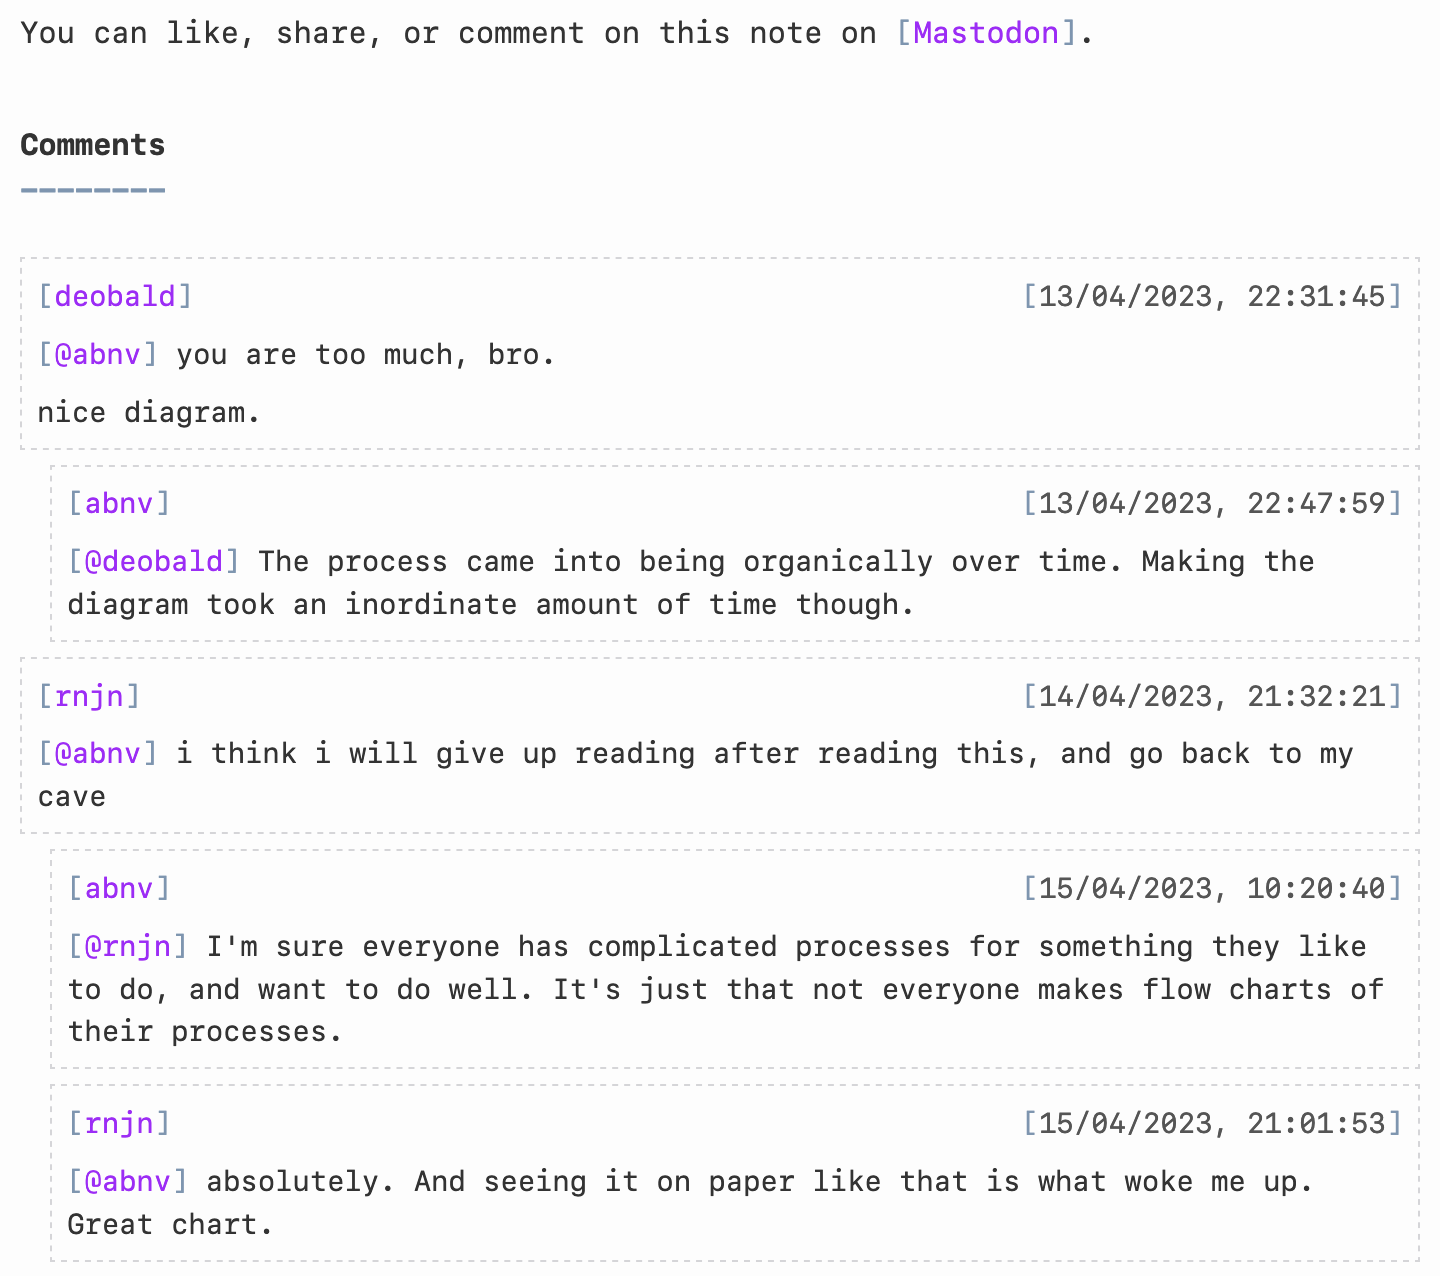 You can like, share, or comment on this note on [Mastodon].
Comments
--------
[deobald] [13/04/2023, 22:31:45]
[@abnv] you are too much, bro.
nice diagram.
[abnv] [13/04/2023, 22:47:59]
[@deobald] The process came into being organically over time. Making the
diagram took an inordinate amount of time though.
[rnjn] [14/04/2023, 21:32:21]
[@abnv] i think i will give up reading after reading this, and go back to my
cave
[abnv] [15/04/2023, 10:20:40]
[@rnjn] I'm sure everyone has complicated processes for something they like
to do, and want to do well. It's just that not everyone makes flow charts of
their processes.
[rnjn] [15/04/2023, 21:01:53]
[@abnv] absolutely. And seeing it on paper like that is what woke me up.
Great chart.